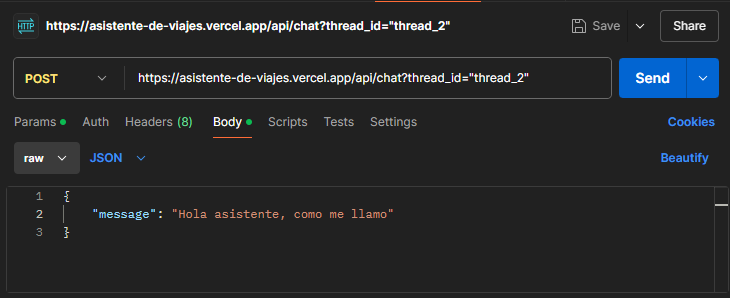 HTTP https://asistente-de-viajes.vercel.app/api/chat?thread_id="thread_2" Save Share
POST https://asistente-de-viajes.vercel.app/api/chat?thread_id="thread_2" Send
Params Auth Headers (8) Body Scripts Tests Settings Cookies
raw JSON Beautify
1 {
2 "message": "Hola asistente, como me llamo"
3 }